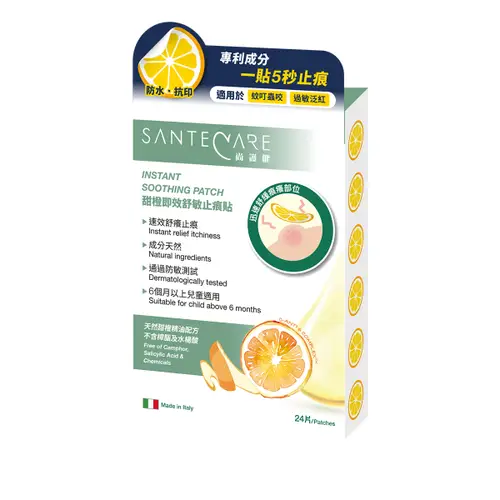 專利成分
一貼5秒止痕
防水・抗印
適用於 蚊叮蟲咬 過敏泛紅
SANTECARE
尚義健
INSTANT
SOOTHING PATCH
甜橙即效舒敏止痕貼
迅速舒緩痕癢部位
速效舒癢止痕
Instant relief itchiness
成分天然
Natural ingredients
通過防敏測試
Dermatologically tested
6個月以上兒童適用
Suitable for child above 6 months
天然甜橙精油配方
不含樟腦及水楊酸
Free of Camphor,
Salicylic Acid &
Chemicals
Made in Italy
24片/Patches